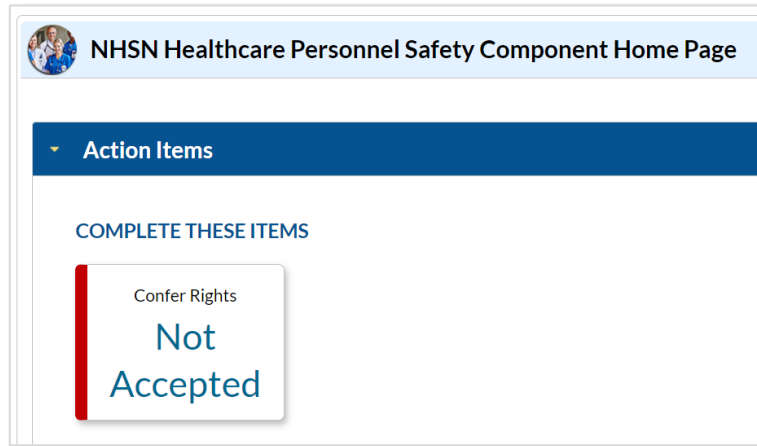 NHSN Healthcare Personnel Safety Component Home Page
Action Items
COMPLETE THESE ITEMS
Confer Rights
Not
Accepted